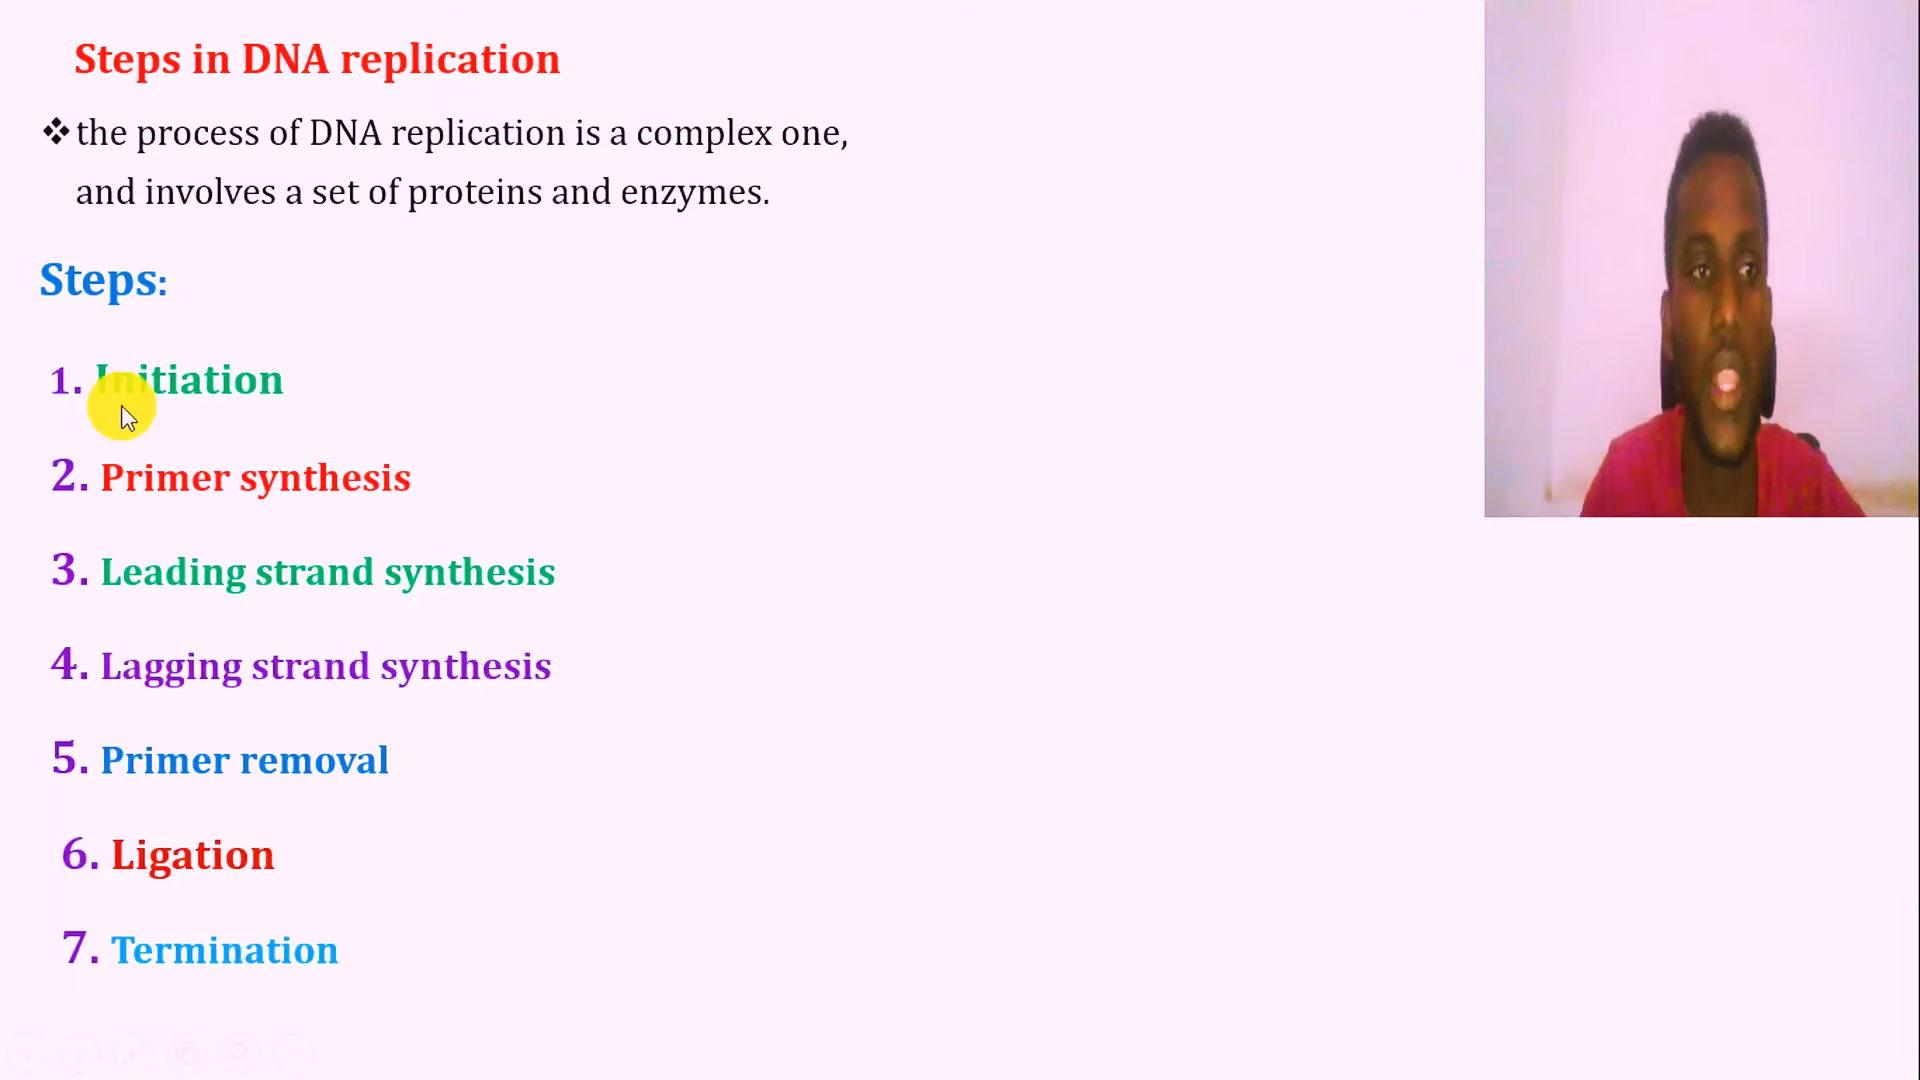 Steps in DNA replication
❖ the process of DNA replication is a complex one,
and involves a set of proteins and enzymes.
Steps:
1. Initiation
2. Primer synthesis
3. Leading strand synthesis
4. Lagging strand synthesis
5. Primer removal
6. Ligation
7. Termination